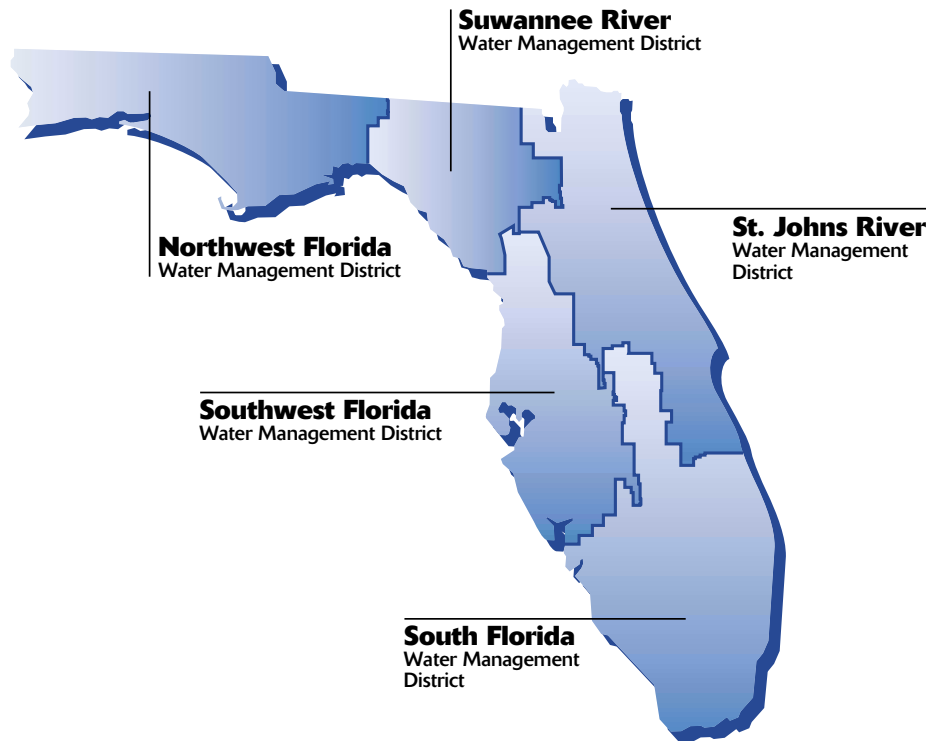 Suwannee River
Water Management District
Northwest Florida
Water Management District
St. Johns River
Water Management
District
Southwest Florida
Water Management District
South Florida
Water Management
District